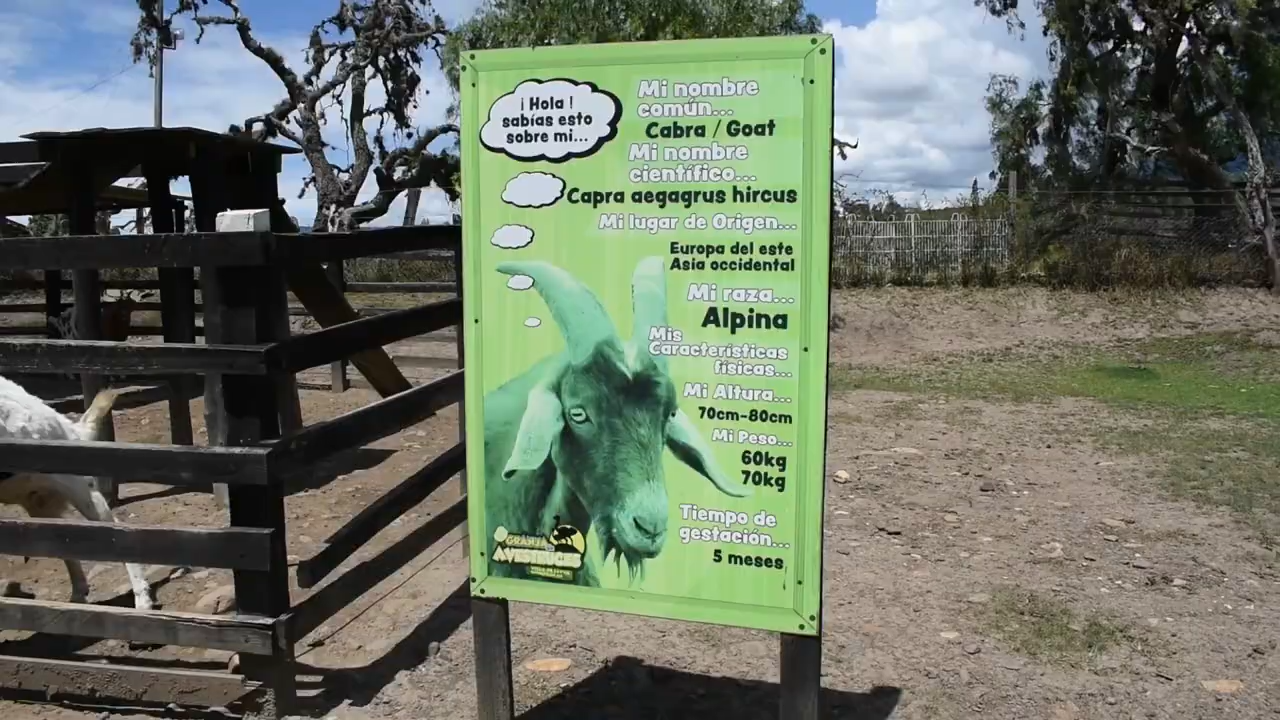 ¡ Hola !
sabías esto
sobre mi...
Mi nombre
común...
Cabra / Goat
Mi nombre
científico...
Capra aegagrus hircus
Mi lugar de Origen...
Europa del este
Asia occidental
Mi raza...
Alpina
Mis
Características
físicas...
Mi Altura...
70cm-80cm
Mi Peso...
60kg
70kg
Tiempo de
gestación...
5 meses
GRANJA
AVESTRUCES